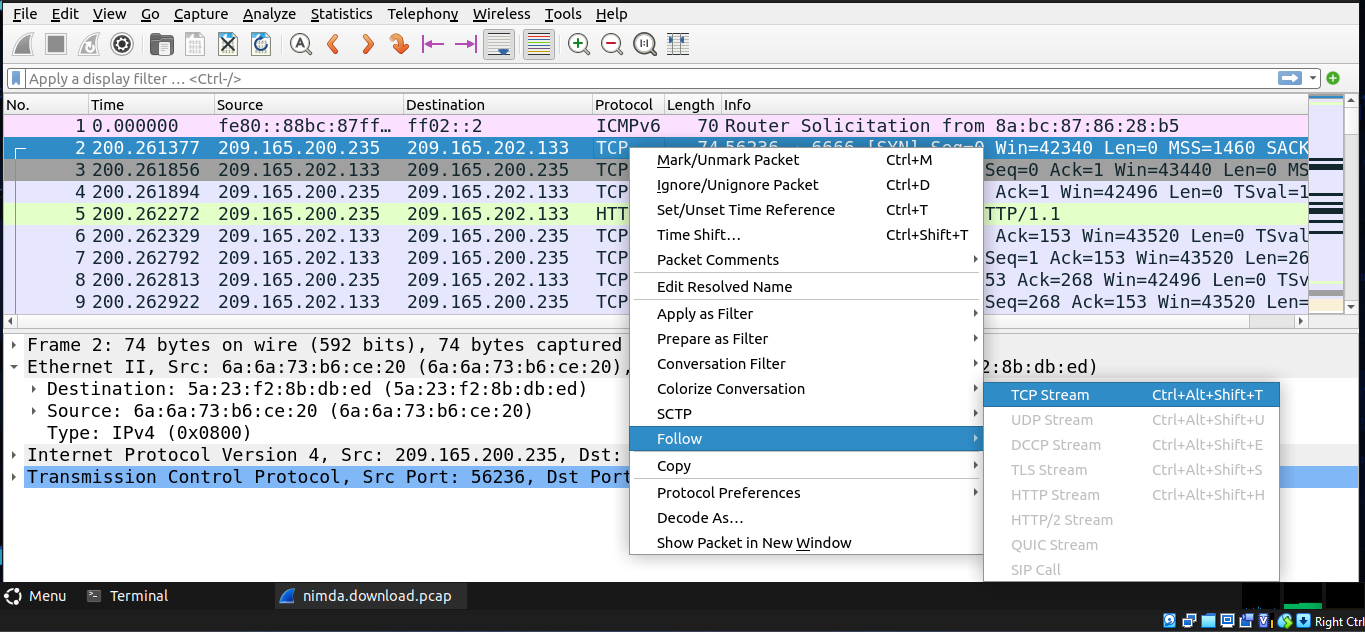 File Edit View Go Capture Analyze Statistics Telephony Wireless Tools Help
Apply a display filter … <Ctrl-/>
No. Time Source Destination Protocol Length Info
1 0.000000 fe80::88bc:87ff… ff02::2 ICMPv6 70 Router Solicitation from 8a:bc:87:86:28:b5
2 200.261377 209.165.200.235 209.165.202.133 TCP 74 56236 → 6666 [SYN] Seq=0 Win=42340 Len=0 MSS=1460 SACK
3 200.261856 209.165.202.133 209.165.200.235 TCP Seq=0 Ack=1 Win=43440 Len=0 MS
4 200.261894 209.165.200.235 209.165.202.133 TCP Ack=1 Win=42496 Len=0 TSval=1
5 200.262272 209.165.200.235 209.165.202.133 HTT TTP/1.1
6 200.262329 209.165.202.133 209.165.200.235 TCP Ack=153 Win=43520 Len=0 TSval
7 200.262792 209.165.202.133 209.165.200.235 TCP Seq=1 Ack=153 Win=43520 Len=26
8 200.262813 209.165.200.235 209.165.202.133 TCP 53 Ack=268 Win=42496 Len=0 TSv
9 200.262922 209.165.202.133 209.165.200.235 TCP Seq=268 Ack=153 Win=43520 Len=
Mark/Unmark Packet Ctrl+M
Ignore/Unignore Packet Ctrl+D
Set/Unset Time Reference Ctrl+T
Time Shift… Ctrl+Shift+T
Packet Comments
Edit Resolved Name
Apply as Filter
Prepare as Filter
Conversation Filter
Colorize Conversation
SCTP
Follow
Copy
Protocol Preferences
Decode As…
Show Packet in New Window
TCP Stream Ctrl+Alt+Shift+T
UDP Stream Ctrl+Alt+Shift+U
DCCP Stream Ctrl+Alt+Shift+E
TLS Stream Ctrl+Alt+Shift+S
HTTP Stream Ctrl+Alt+Shift+H
HTTP/2 Stream
QUIC Stream
SIP Call
Frame 2: 74 bytes on wire (592 bits), 74 bytes captured
Ethernet II, Src: 6a:6a:73:b6:ce:20 (6a:6a:73:b6:ce:20), 2:8b:db:ed)
Destination: 5a:23:f2:8b:db:ed (5a:23:f2:8b:db:ed)
Source: 6a:6a:73:b6:ce:20 (6a:6a:73:b6:ce:20)
Type: IPv4 (0x0800)
Internet Protocol Version 4, Src: 209.165.200.235, Dst:
Transmission Control Protocol, Src Port: 56236, Dst Port
Menu Terminal nimda.download.pcap
Right Ctrl